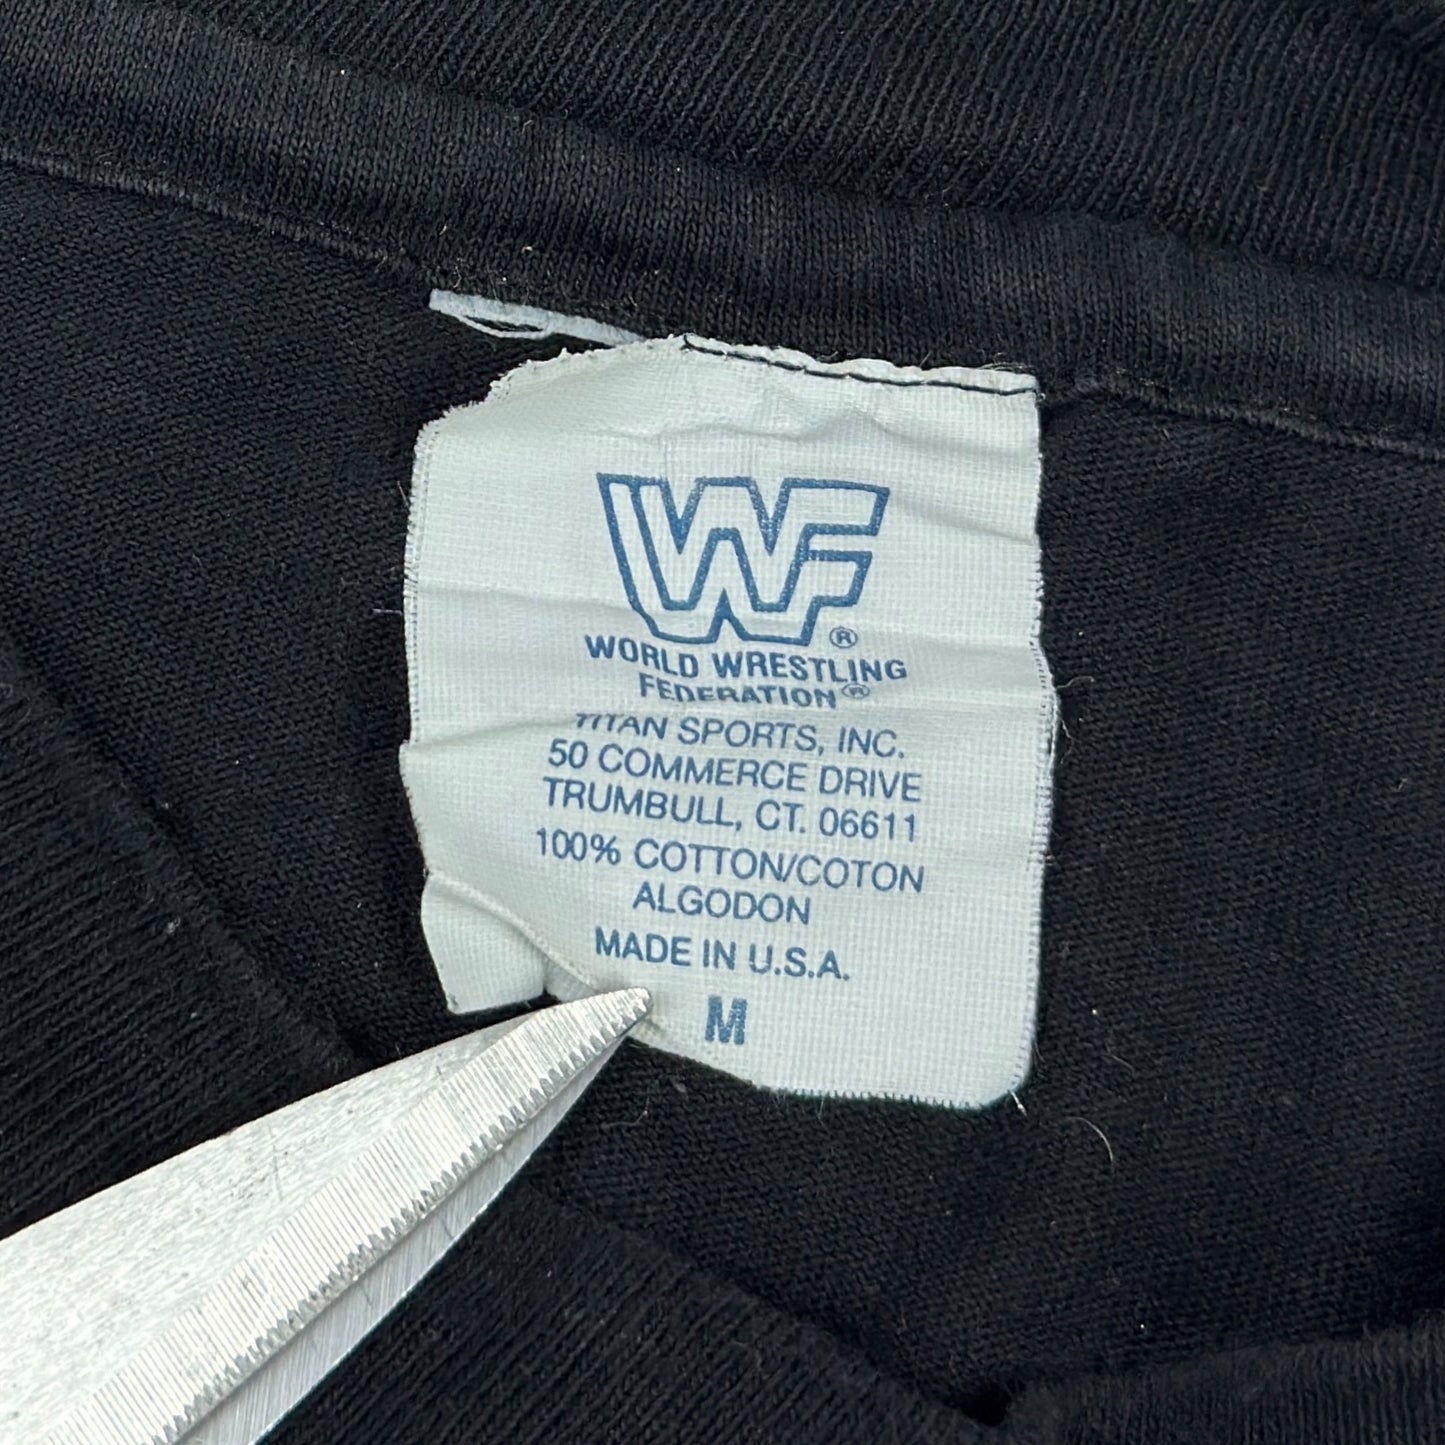 WF ®
WORLD WRESTLING
FEDERATION®
TITAN SPORTS, INC.
50 COMMERCE DRIVE
TRUMBULL, CT. 06611
100% COTTON/COTON
ALGODON
MADE IN U.S.A.
M